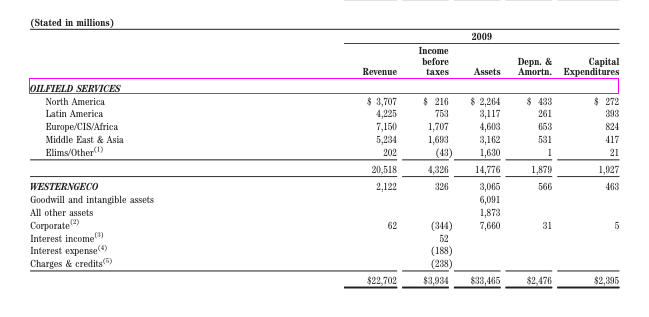 (Stated in millions)
2009
Income
before Depn. & Capital
Revenue taxes Assets Amortn. Expenditures
OILFIELD SERVICES
North America $ 3,707 $ 216 $ 2,264 $ 433 $ 272
Latin America 4,225 753 3,117 261 393
Europe/CIS/Africa 7,150 1,707 4,603 653 824
Middle East & Asia 5,234 1,693 3,162 531 417
Elims/Other(1) 202 (43) 1,630 1 21
20,518 4,326 14,776 1,879 1,927
WESTERNGECO 2,122 326 3,065 566 463
Goodwill and intangible assets 6,091
All other assets 1,873
Corporate(2) 62 (344) 7,660 31 5
Interest income(3) 52
Interest expense(4) (188)
Charges & credits(5) (238)
$22,702 $3,934 $33,465 $2,476 $2,395